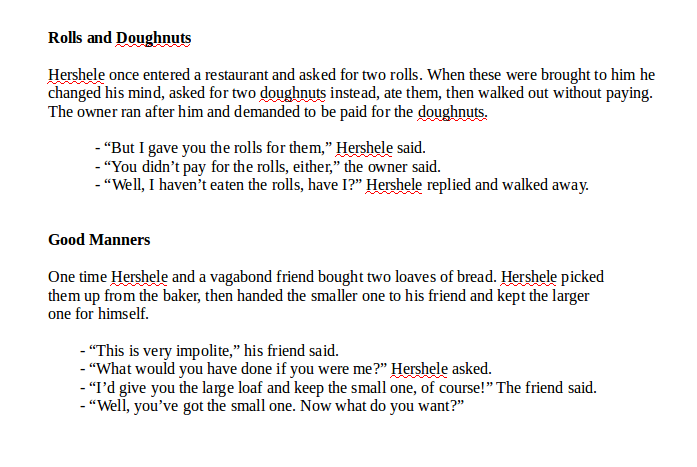 Rolls and Doughnuts
Hershele once entered a restaurant and asked for two rolls. When these were brought to him he
changed his mind, asked for two doughnuts instead, ate them, then walked out without paying.
The owner ran after him and demanded to be paid for the doughnuts.
- “But I gave you the rolls for them,” Hershele said.
- “You didn’t pay for the rolls, either,” the owner said.
- “Well, I haven’t eaten the rolls, have I?” Hershele replied and walked away.
Good Manners
One time Hershele and a vagabond friend bought two loaves of bread. Hershele picked
them up from the baker, then handed the smaller one to his friend and kept the larger
one for himself.
- “This is very impolite,” his friend said.
- “What would you have done if you were me?” Hershele asked.
- “I’d give you the large loaf and keep the small one, of course!” The friend said.
- “Well, you’ve got the small one. Now what do you want?”